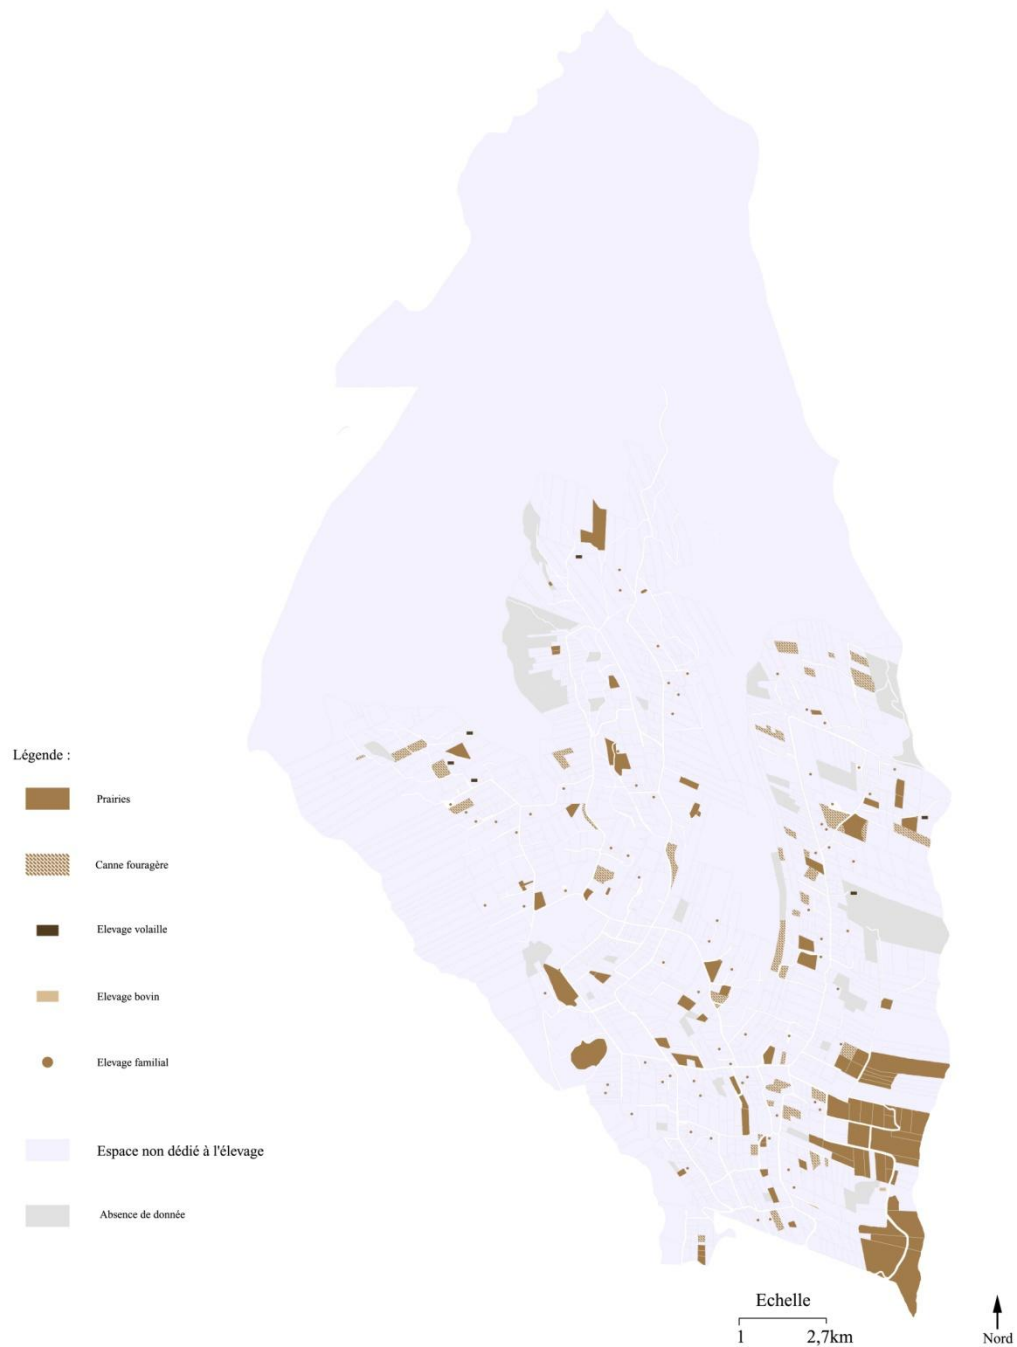 Légende :
Prairies
Canne fouragère
Elevage volaille
Elevage bovin
Elevage familial
Espace non dédié à l'élevage
Absence de donnée
Echelle
1 2,7km
Nord